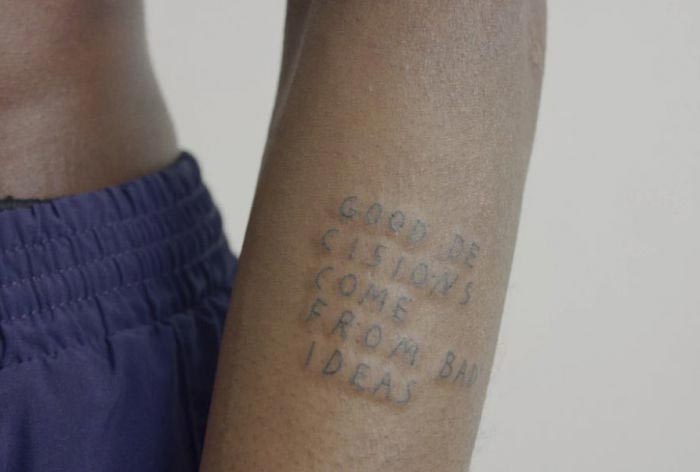 GOOD DE
CISIONS
COME
FROM BAD
IDEAS